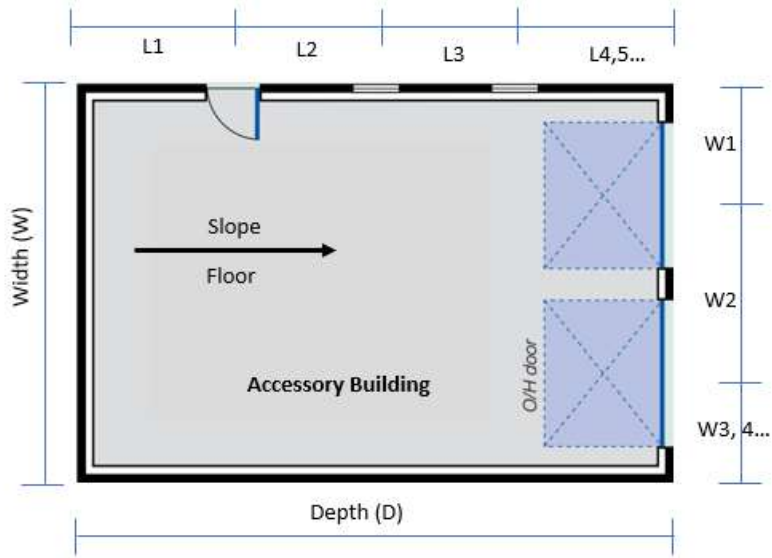 L1
L2
L3
L4,5...
W1
Width (W)
Slope
Floor
W2
O/H door
Accessory Building
W3, 4...
Depth (D)